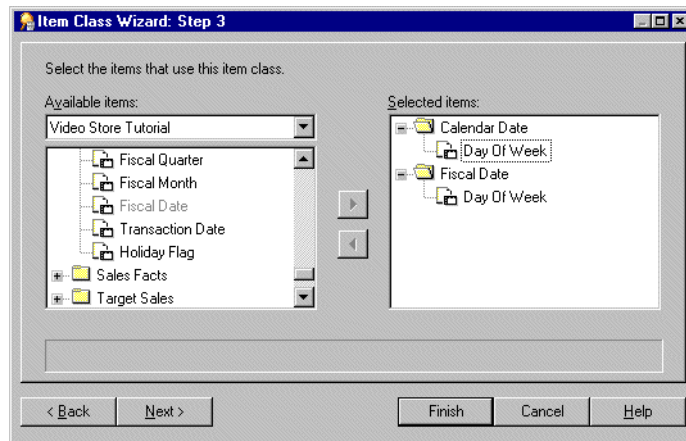 Item Class Wizard: Step 3
Select the items that use this item class.
Available items:
Video Store Tutorial
Fiscal Quarter
Fiscal Month
Fiscal Date
Transaction Date
Holiday Flag
Sales Facts
Target Sales
Selected items:
Calendar Date
Day Of Week
Fiscal Date
Day Of Week
< Back
Next >
Finish
Cancel
Help